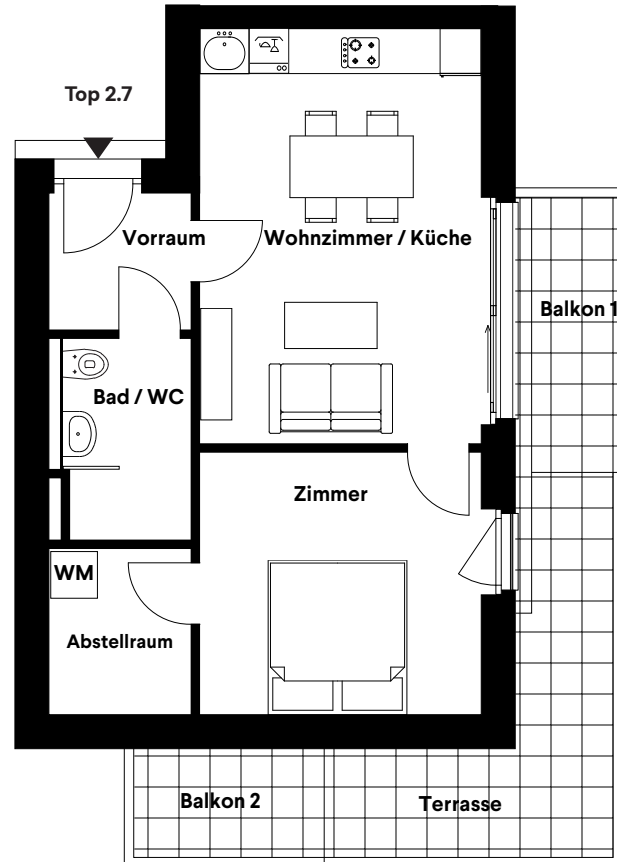 Top 2.7
Vorraum
Wohnzimmer / Küche
Balkon 1
Bad / WC
Zimmer
WM
Abstellraum
Balkon 2
Terrasse